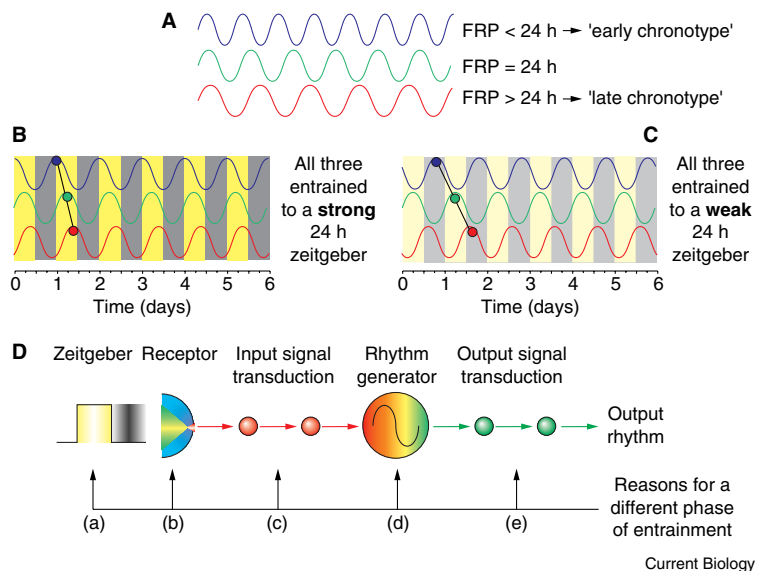 A
FRP < 24 h → 'early chronotype'
FRP = 24 h
FRP > 24 h → 'late chronotype'
B
All three
entrained
to a strong
24 h
zeitgeber
0 1 2 3 4 5 6
Time (days)
C
All three
entrained
to a weak
24 h
zeitgeber
0 1 2 3 4 5 6
Time (days)
D
Zeitgeber
Receptor
Input signal
transduction
Rhythm
generator
Output signal
transduction
Output
rhythm
(a) (b) (c) (d) (e)
Reasons for a
different phase
of entrainment
Current Biology